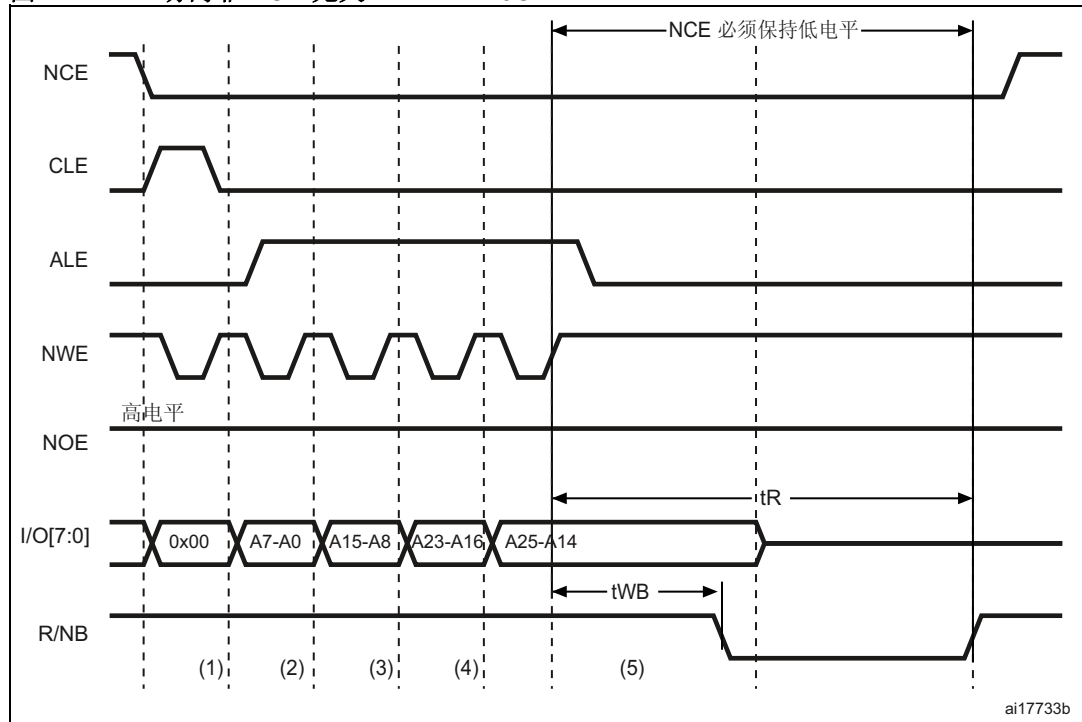 NCE 必须保持低电平
NCE
CLE
ALE
NWE
高电平
NOE
tR
I/O[7:0]
0x00
A7-A0
A15-A8
A23-A16
A25-A14
tWB
R/NB
(1)
(2)
(3)
(4)
(5)
ai17733b